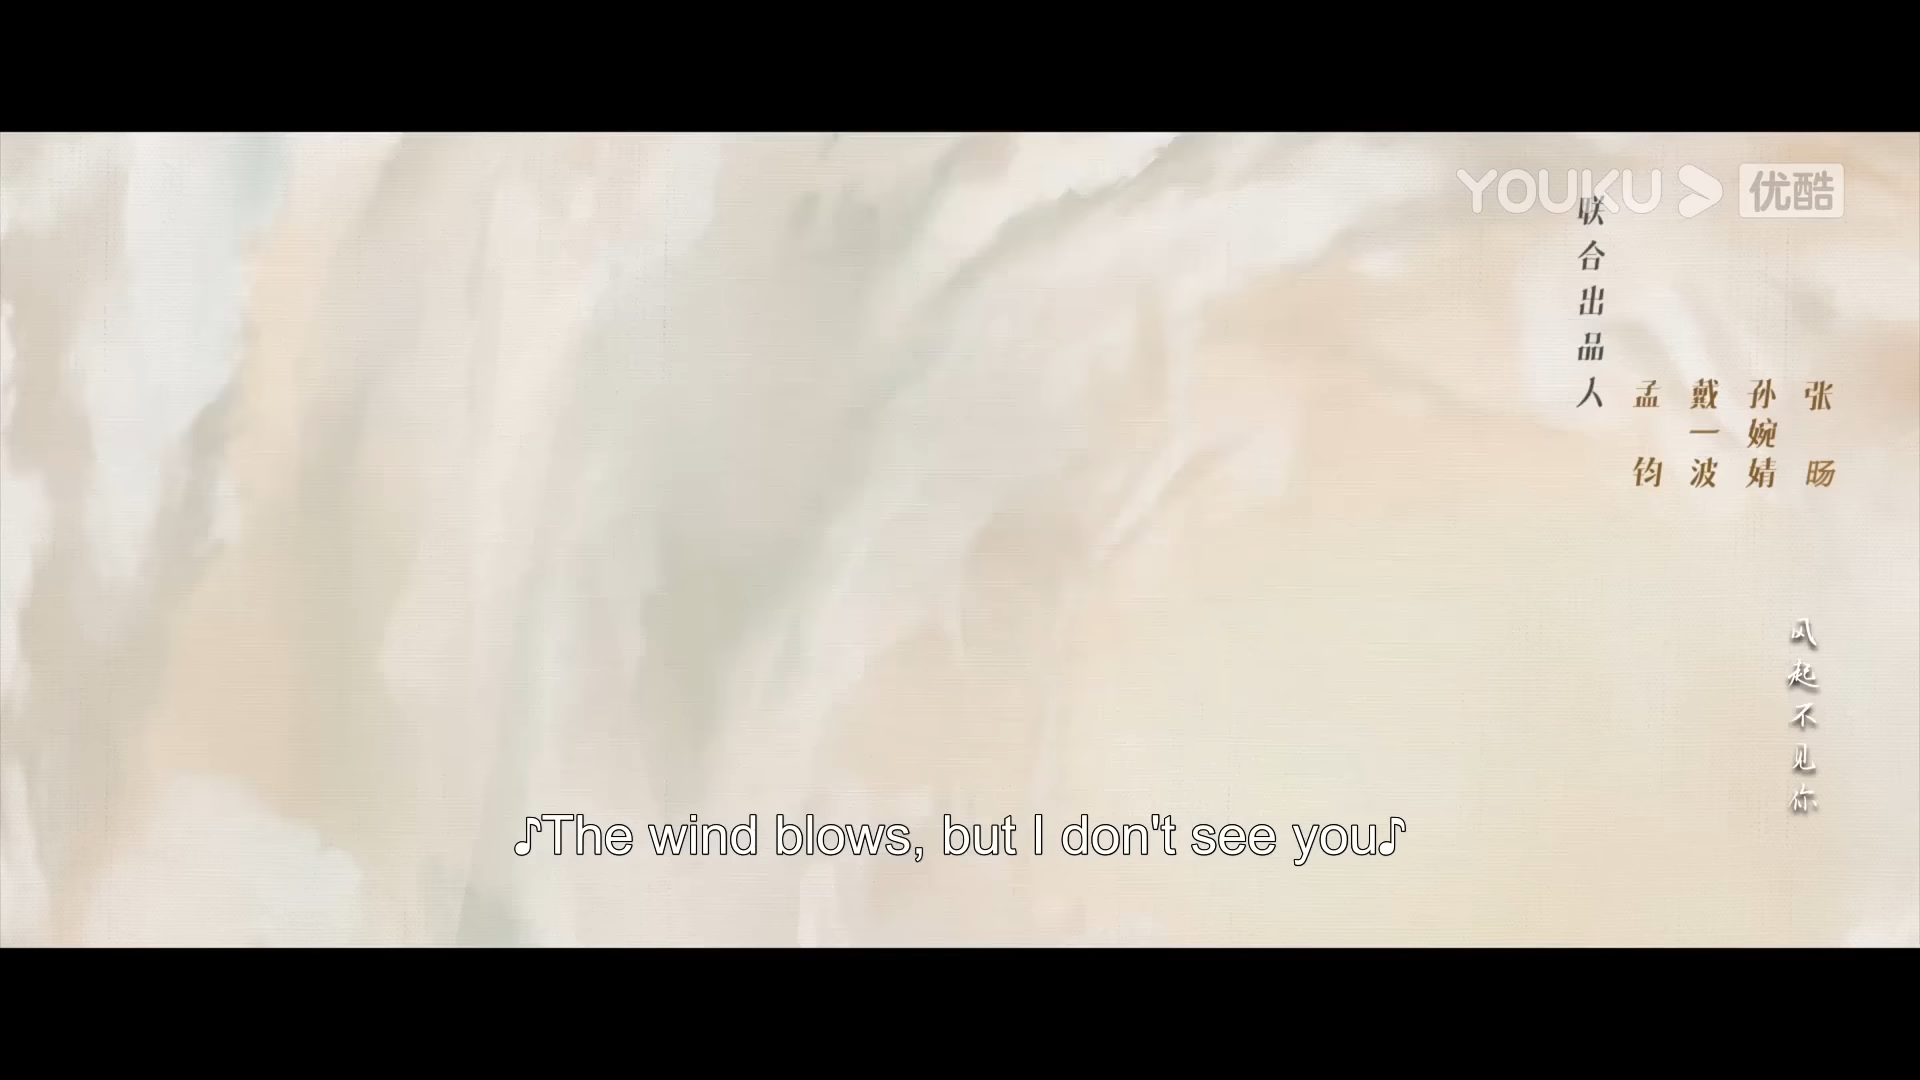 YOUKU 优酷
联合出品人
孟钧
戴一波
孙婉婧
张旸
风起不见你
♪The wind blows, but I don't see you♪